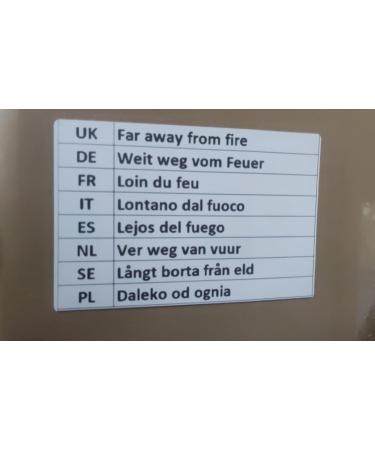 UK Far away from fire
DE Weit weg vom Feuer
FR Loin du feu
IT Lontano dal fuoco
ES Lejos del fuego
NL Ver weg van vuur
SE Långt borta från eld
PL Daleko od ognia